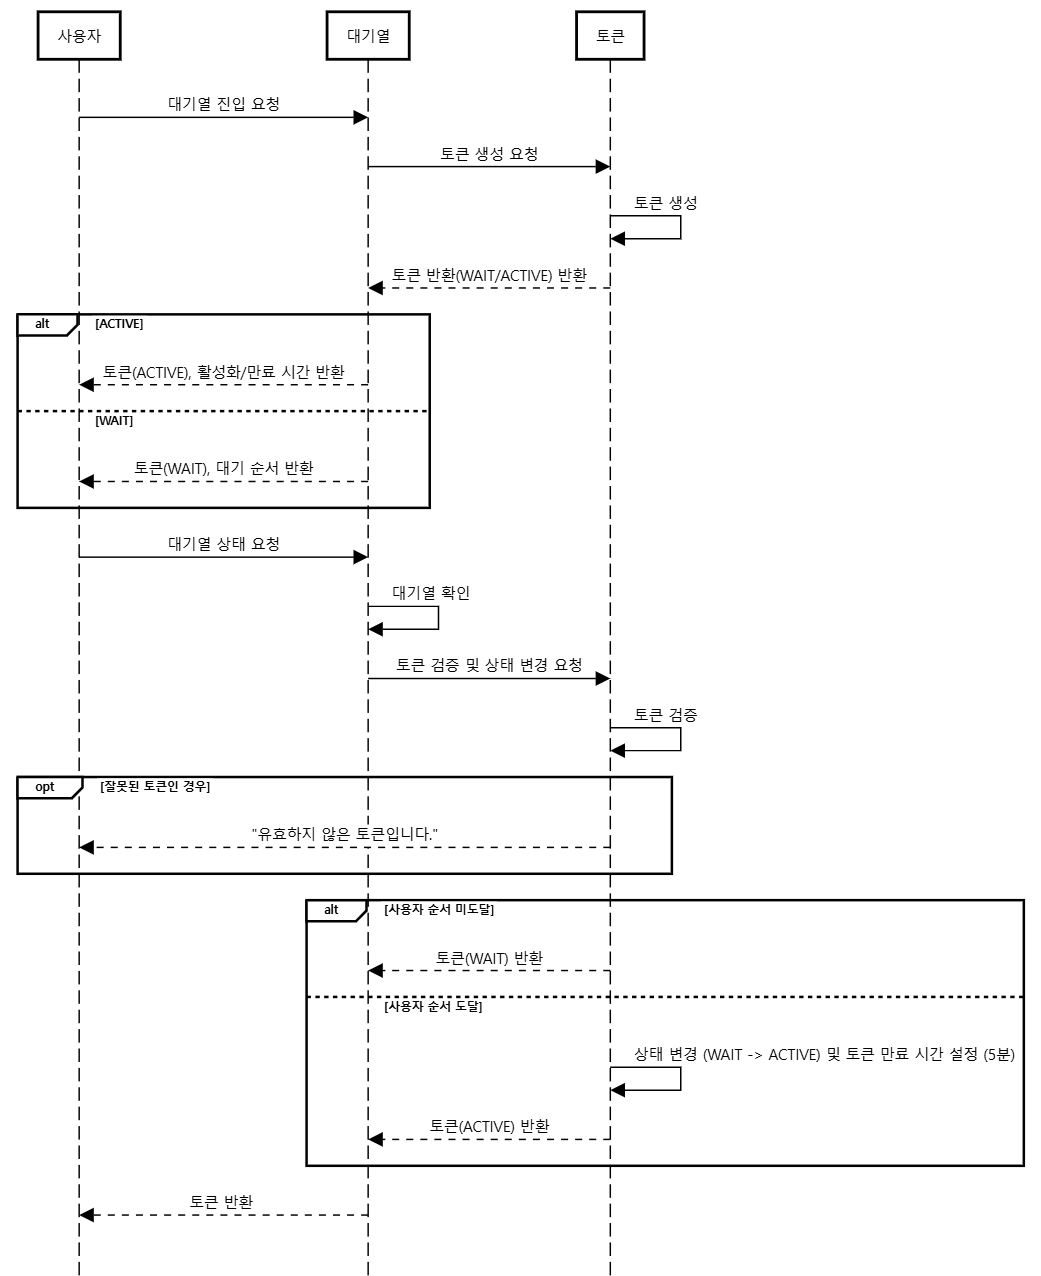 사용자
대기열
토큰
대기열 진입 요청
토큰 생성 요청
토큰 생성
토큰 반환(WAIT/ACTIVE) 반환
alt
[ACTIVE]
토큰(ACTIVE), 활성화/만료 시간 반환
[WAIT]
토큰(WAIT), 대기 순서 반환
대기열 상태 요청
대기열 확인
토큰 검증 및 상태 변경 요청
토큰 검증
opt
[잘못된 토큰인 경우]
"유효하지 않은 토큰입니다."
alt
[사용자 순서 미도달]
토큰(WAIT) 반환
[사용자 순서 도달]
상태 변경 (WAIT -> ACTIVE) 및 토큰 만료 시간 설정 (5분)
토큰(ACTIVE) 반환
토큰 반환